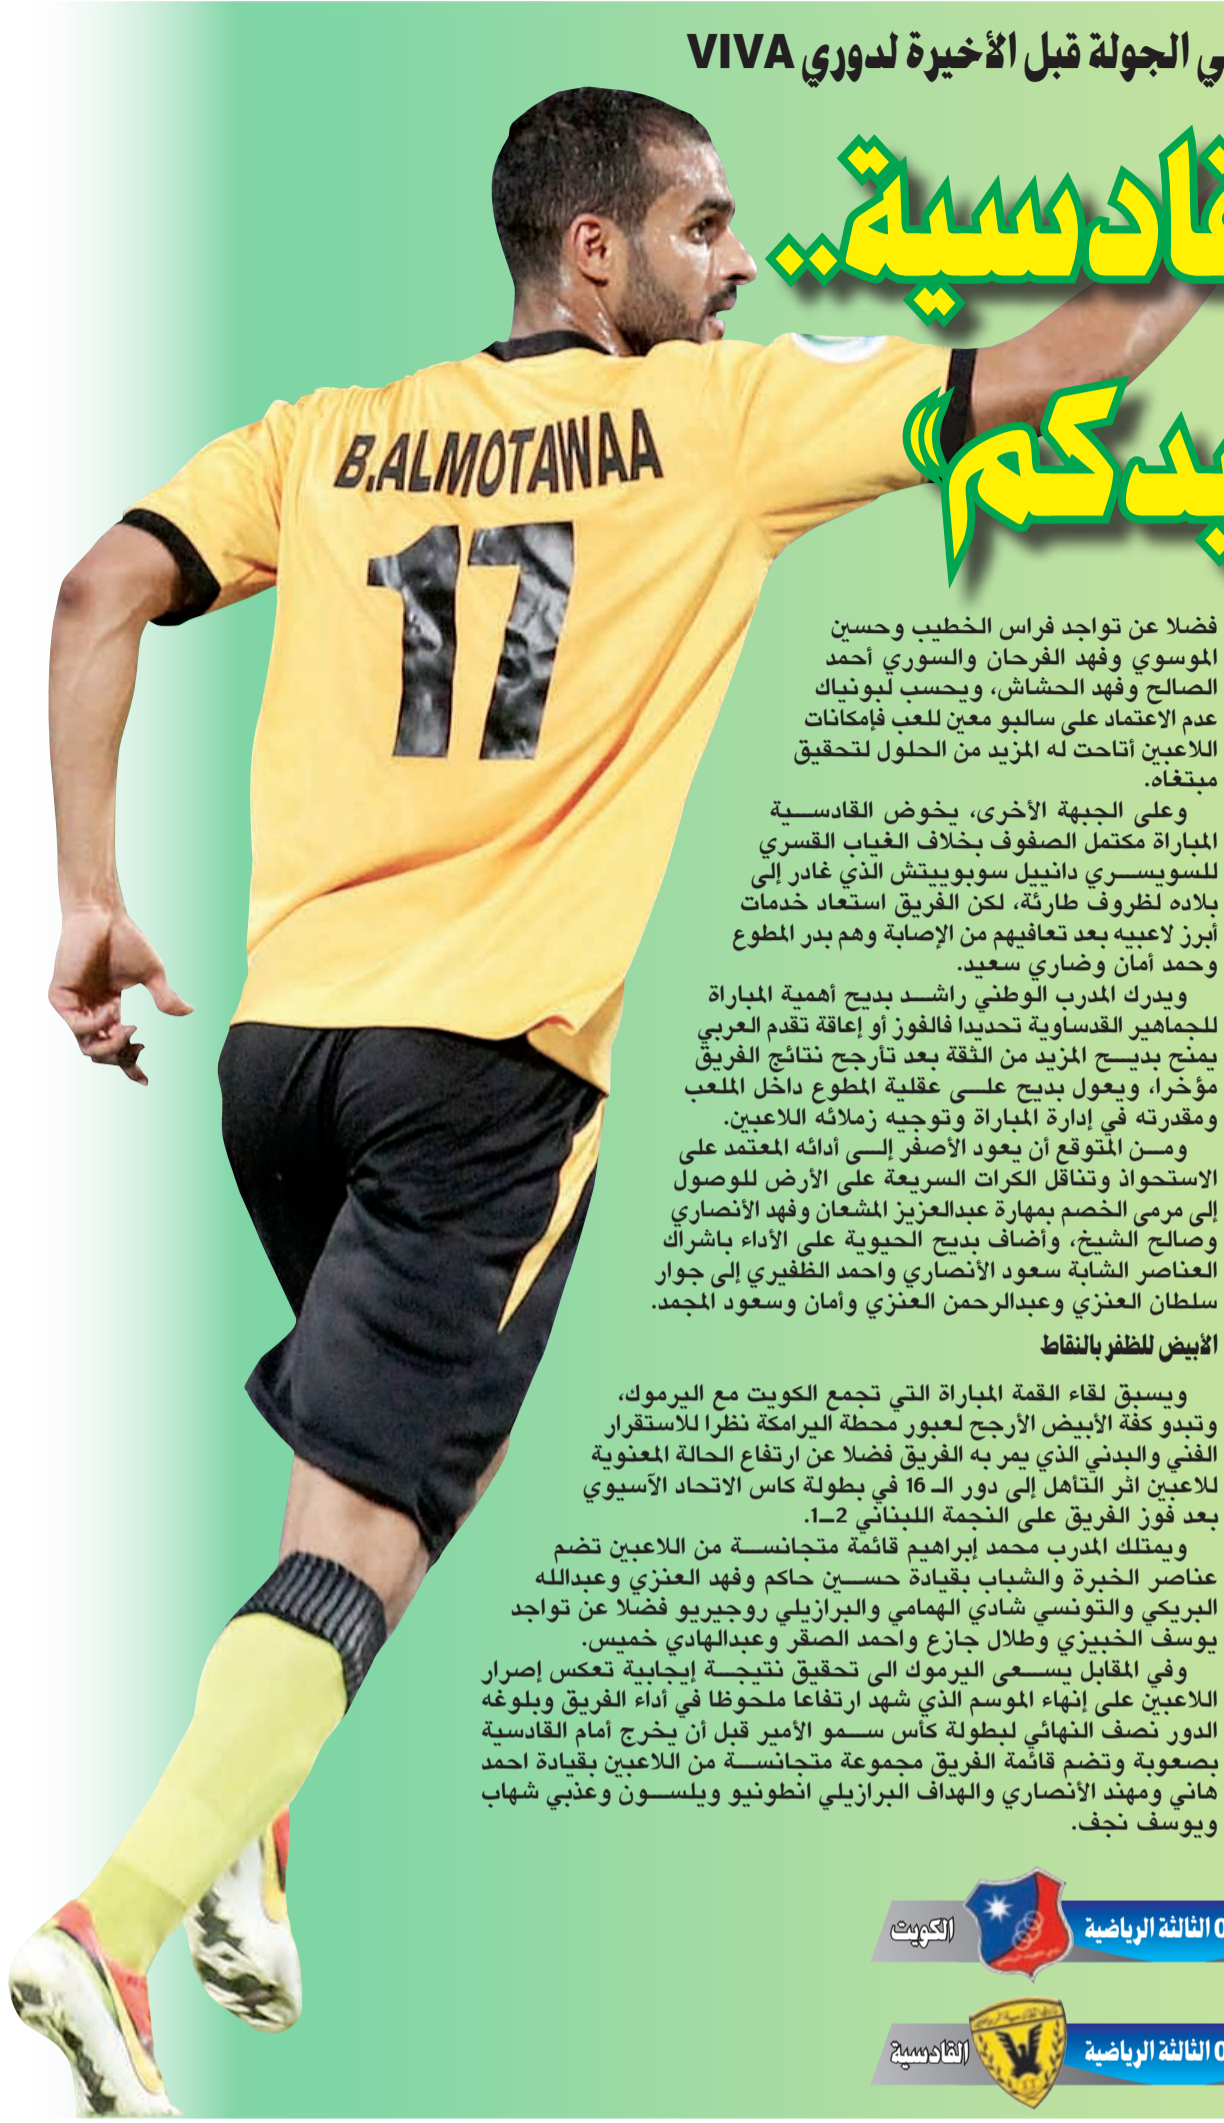 ي الجولة قبل الأخيرة لدوري VIVA
قادسية..
بدكم»
B.ALMOTAWAA
17
فضلا عن تواجد فراس الخطيب وحسين
الموسوي وفهد الفرحان والسوري أحمد
الصالح وفهد الحشاش، ويحسب لبونياك
عدم الاعتماد على سالبو معين للعب فإمكانات
اللاعبين أتاحت له المزيد من الحلول لتحقيق
مبتغاه.
وعلى الجبهة الأخرى، يخوض القادسية
المباراة مكتمل الصفوف بخلاف الغياب القسري
للسويسري دانييل سوبوييتش الذي غادر إلى
بلاده لظروف طارئة، لكن الفريق استعاد خدمات
أبرز لاعبيه بعد تعافيهم من الإصابة وهم بدر المطوع
وحمد أمان وضاري سعيد.
ويدرك المدرب الوطني راشد بديح أهمية المباراة
للجماهير القدساوية تحديدا فالفوز أو إعاقة تقدم العربي
يمنح بديح المزيد من الثقة بعد تأرجح نتائج الفريق
مؤخرا، ويعول بديح على عقلية المطوع داخل الملعب
ومقدرته في إدارة المباراة وتوجيه زملائه اللاعبين.
ومن المتوقع أن يعود الأصفر إلى أدائه المعتمد على
الاستحواذ وتناقل الكرات السريعة على الأرض للوصول
إلى مرمى الخصم بمهارة عبدالعزيز المشعان وفهد الأنصاري
وصالح الشيخ، وأضاف بديح الحيوية على الأداء باشراك
العناصر الشابة سعود الأنصاري واحمد الظفيري إلى جوار
سلطان العنزي وعبدالرحمن العنزي وأمان وسعود المجمد.
الأبيض للظفر بالنقاط
ويسبق لقاء القمة المباراة التي تجمع الكويت مع اليرموك،
وتبدو كفة الأبيض الأرجح لعبور محطة اليرامكة نظرا للاستقرار
الفني والبدني الذي يمر به الفريق فضلا عن ارتفاع الحالة المعنوية
للاعبين اثر التأهل إلى دور الـ 16 في بطولة كاس الاتحاد الآسيوي
بعد فوز الفريق على النجمة اللبناني 2ـ1.
ويمتلك المدرب محمد إبراهيم قائمة متجانسة من اللاعبين تضم
عناصر الخبرة والشباب بقيادة حسين حاكم وفهد العنزي وعبدالله
البريكي والتونسي شادي الهمامي والبرازيلي روجيريو فضلا عن تواجد
يوسف الخبيزي وطلال جازع واحمد الصقر وعبدالهادي خميس.
وفي المقابل يسعى اليرموك الى تحقيق نتيجة إيجابية تعكس إصرار
اللاعبين على إنهاء الموسم الذي شهد ارتفاعا ملحوظا في أداء الفريق وبلوغه
الدور نصف النهائي لبطولة كأس سمو الأمير قبل أن يخرج أمام القادسية
بصعوبة وتضم قائمة الفريق مجموعة متجانسة من اللاعبين بقيادة احمد
هاني ومهند الأنصاري والهداف البرازيلي انطونيو ويلسون وعذبي شهاب
ويوسف نجف.
0 الثالثة الرياضية
الكويت
0 الثالثة الرياضية
القادسية